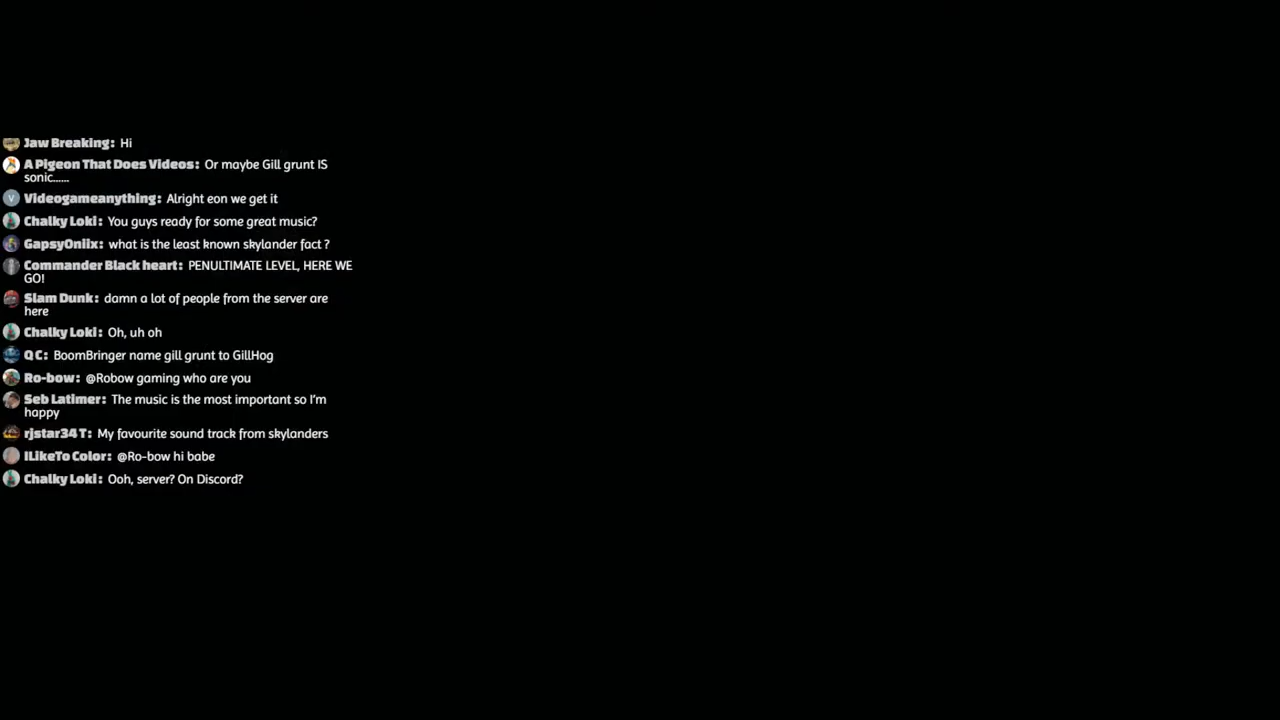 Jaw Breaking: Hi
A Pigeon That Does Videos: Or maybe Gill grunt IS
sonic......
V Videogameanything: Alright eon we get it
Chalky Loki: You guys ready for some great music?
GapsyOniix: what is the least known skylander fact ?
Commander Black heart: PENULTIMATE LEVEL, HERE WE
GO!
Slam Dunk: damn a lot of people from the server are
here
Chalky Loki: Oh, uh oh
Q C: BoomBringer name gill grunt to GillHog
Ro-bow: @Robow gaming who are you
Seb Latimer: The music is the most important so I'm
happy
rjstar34 T: My favourite sound track from skylanders
ILikeTo Color: @Ro-bow hi babe
Chalky Loki: Ooh, server? On Discord?